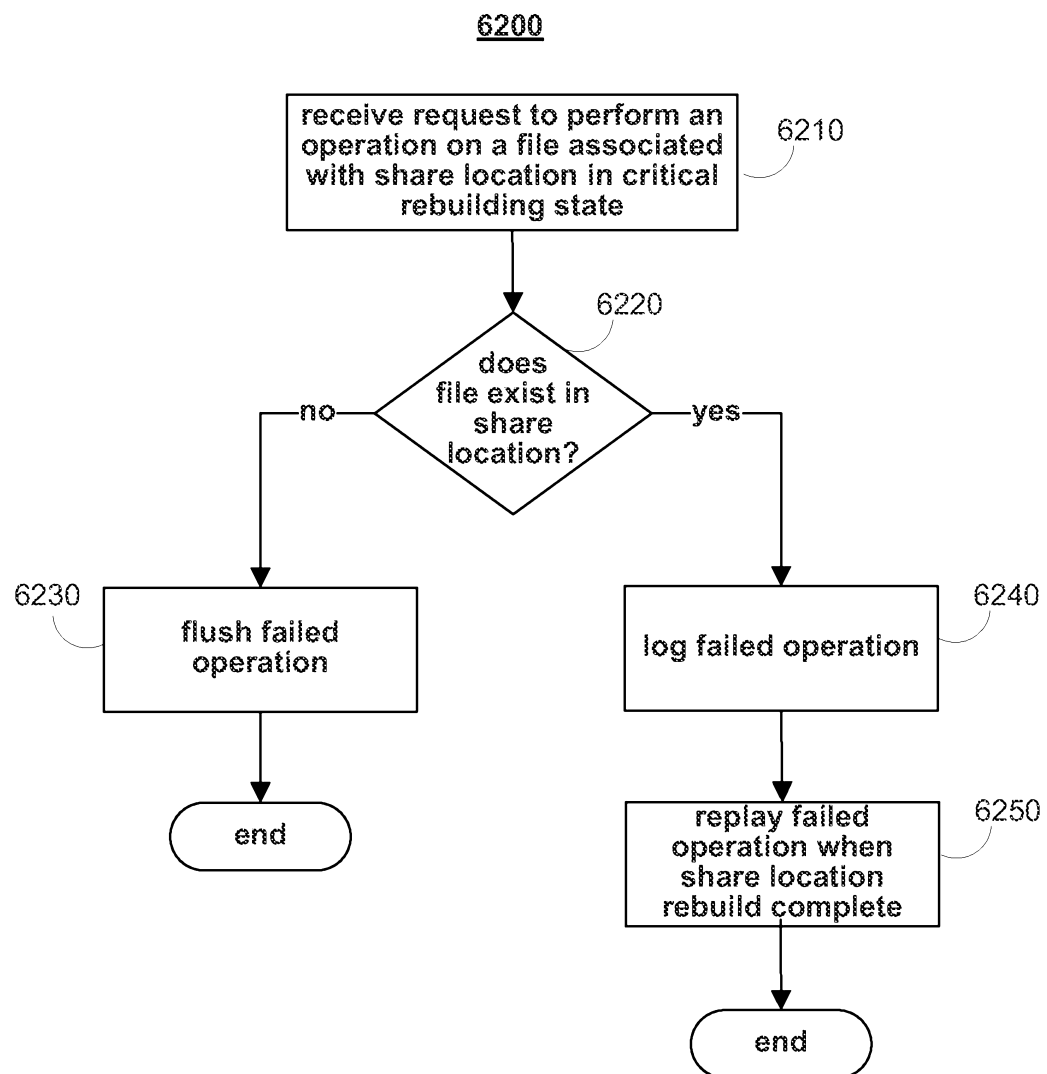 6200
receive request to perform an
operation on a file associated
with share location in critical
rebuilding state
6210
6220
does
file exist in
share
location?
no
yes
6230
flush failed
operation
6240
log failed operation
end
replay failed
operation when
share location
rebuild complete
6250
end